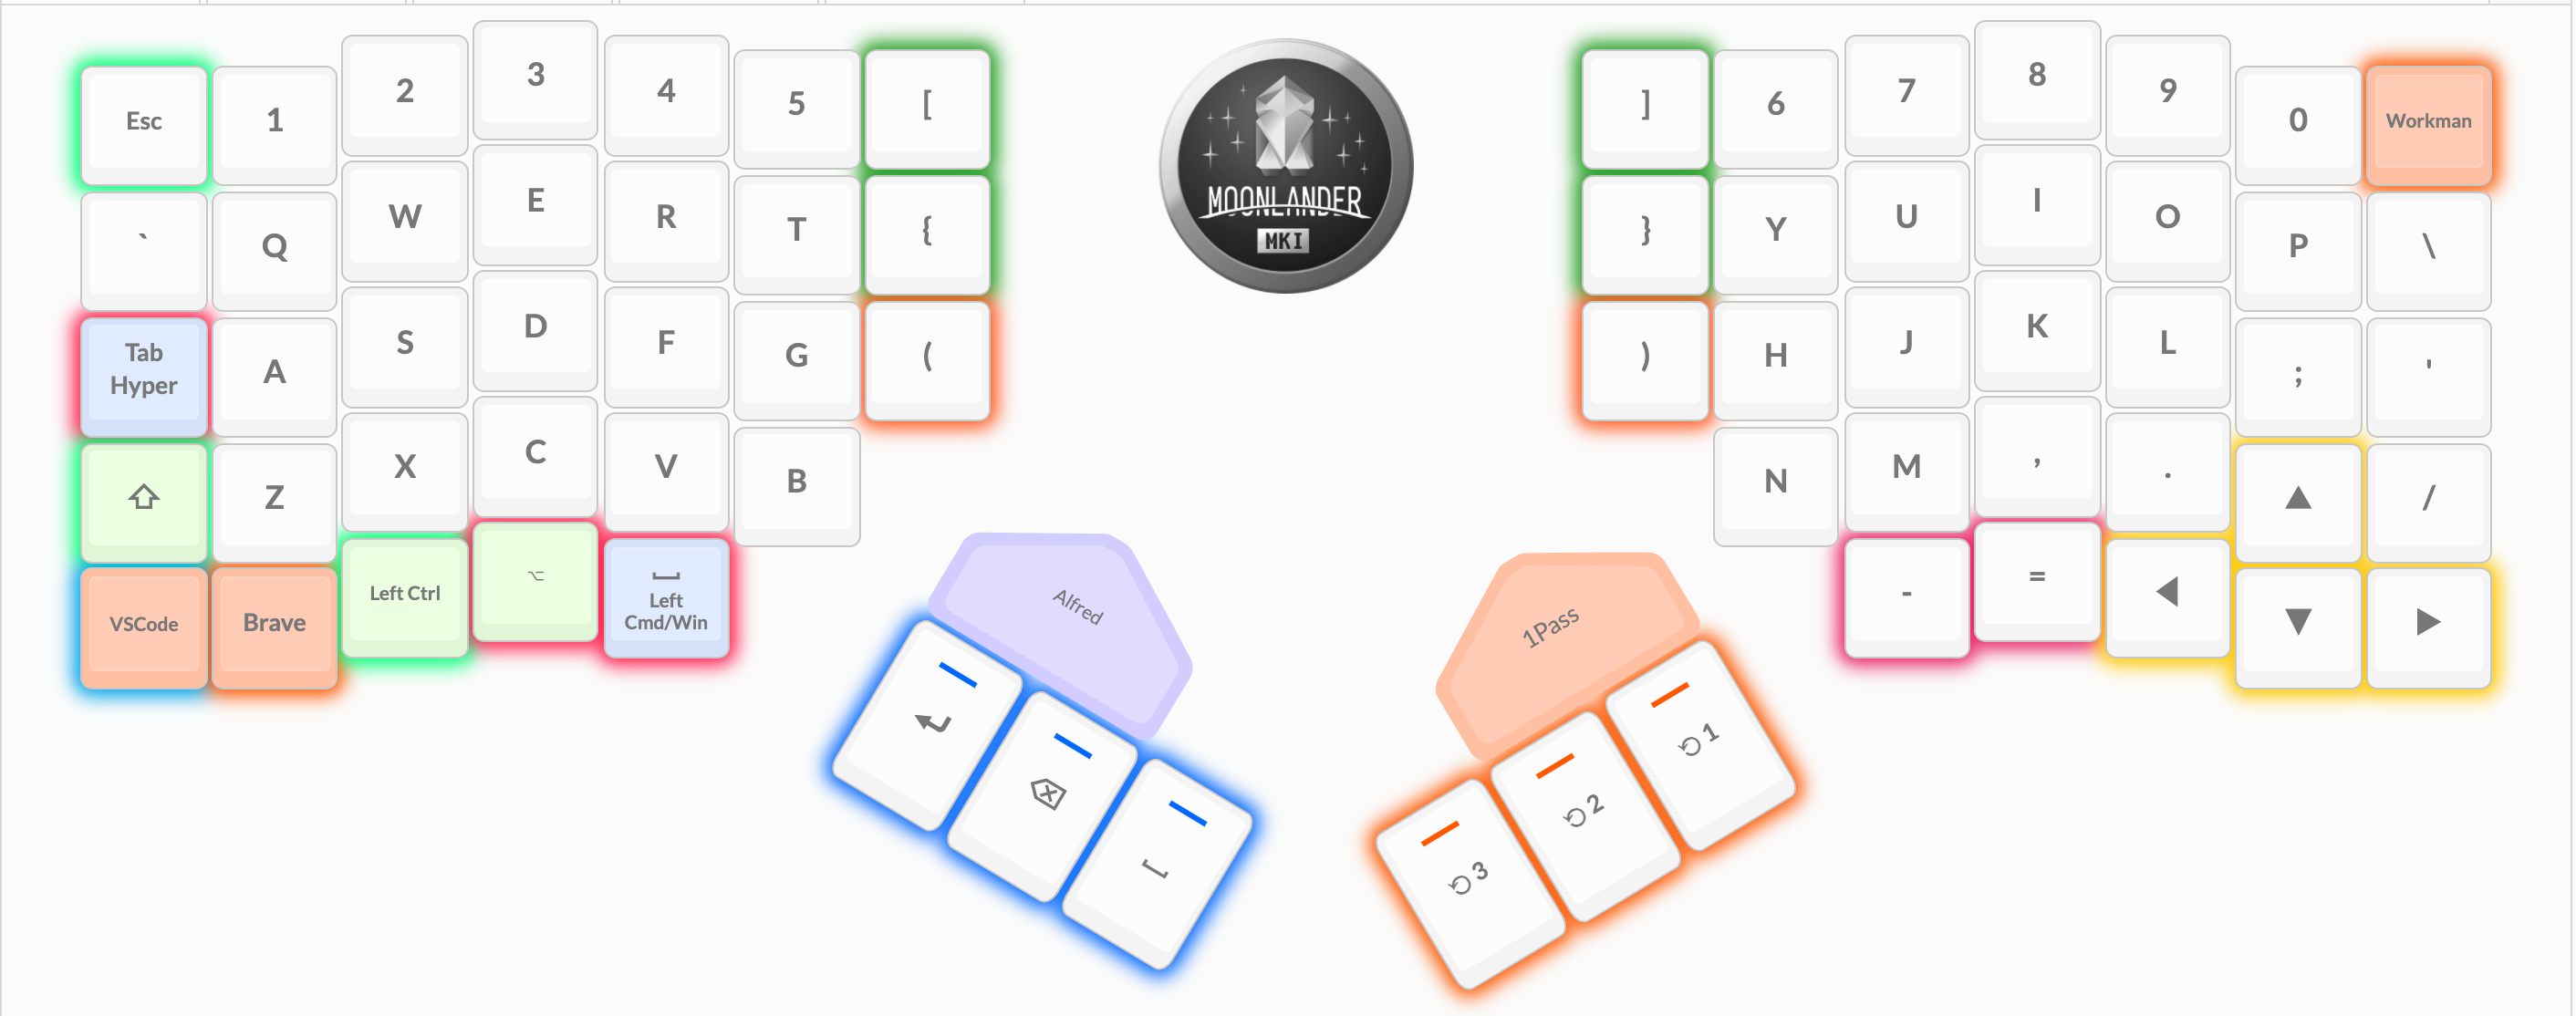 Esc 1 2 3 4 5 [
] 6 7 8 9 0 Workman
` Q W E R T {
} Y U I O P \
Tab
Hyper
A S D F G (
) H J K L ; '
Z X C V B
N M , . /
VSCode Brave Left Ctrl ⌥
Left
Cmd/Win
- =
Alfred
1Pass
1
2
3
MOONLANDER
MKI